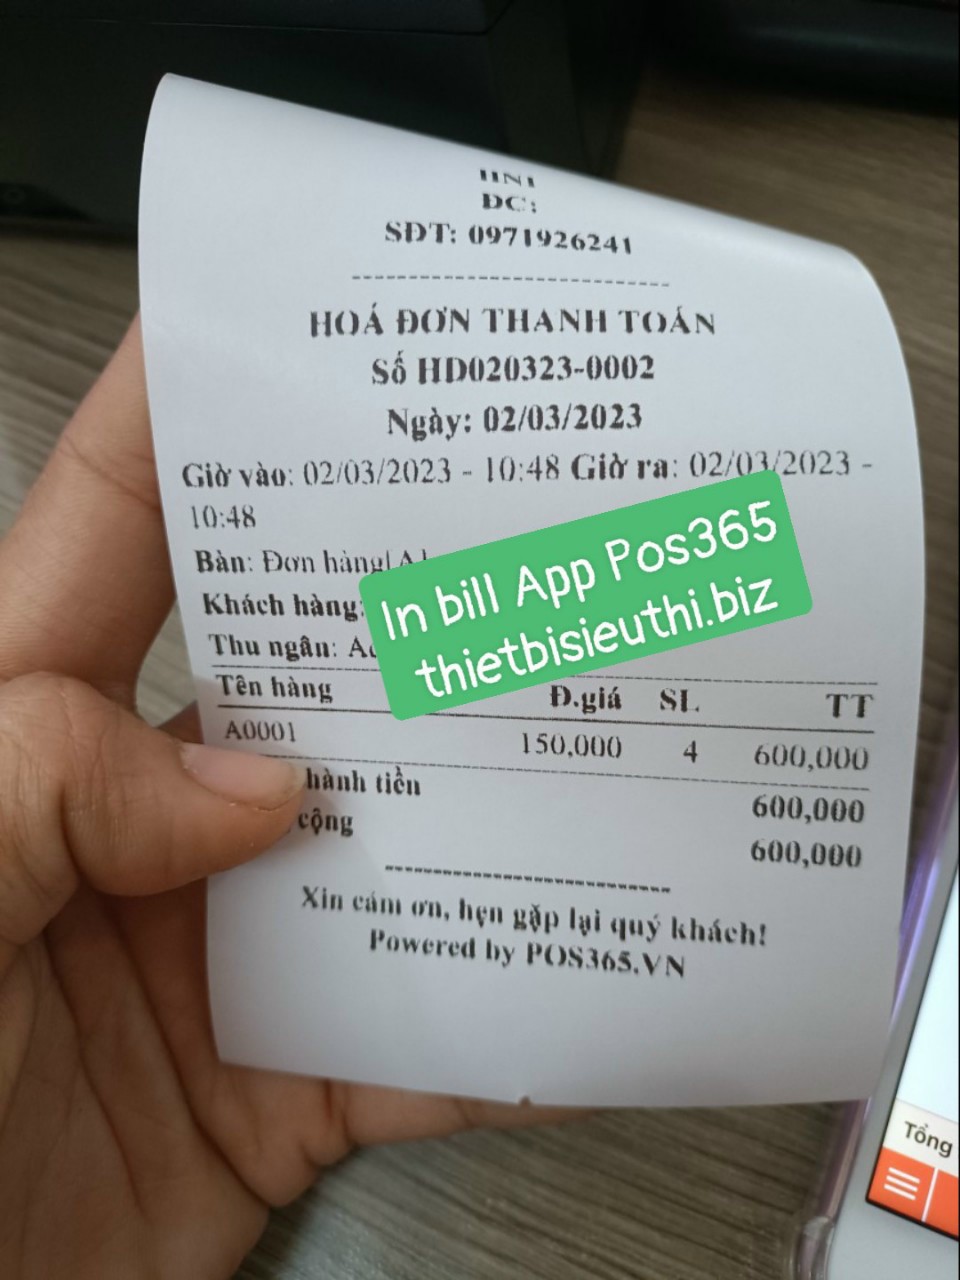 HN1
ĐC:
SĐT: 0971926241
HOÁ ĐƠN THANH TOÁN
Số HD020323-0002
Ngày: 02/03/2023
Giờ vào: 02/03/2023 - 10:48 Giờ ra: 02/03/2023 -
10:48
Bàn: Đơn hàng
Khách hàng:
Thu ngân:
In bill App Pos365
thietbisieuthi.biz
Tên hàng Đ.giá SL TT
A0001 150,000 4 600,000
hành tiền 600,000
cộng 600,000
Xin cám ơn, hẹn gặp lại quý khách!
Powered by POS365.VN
Tổng